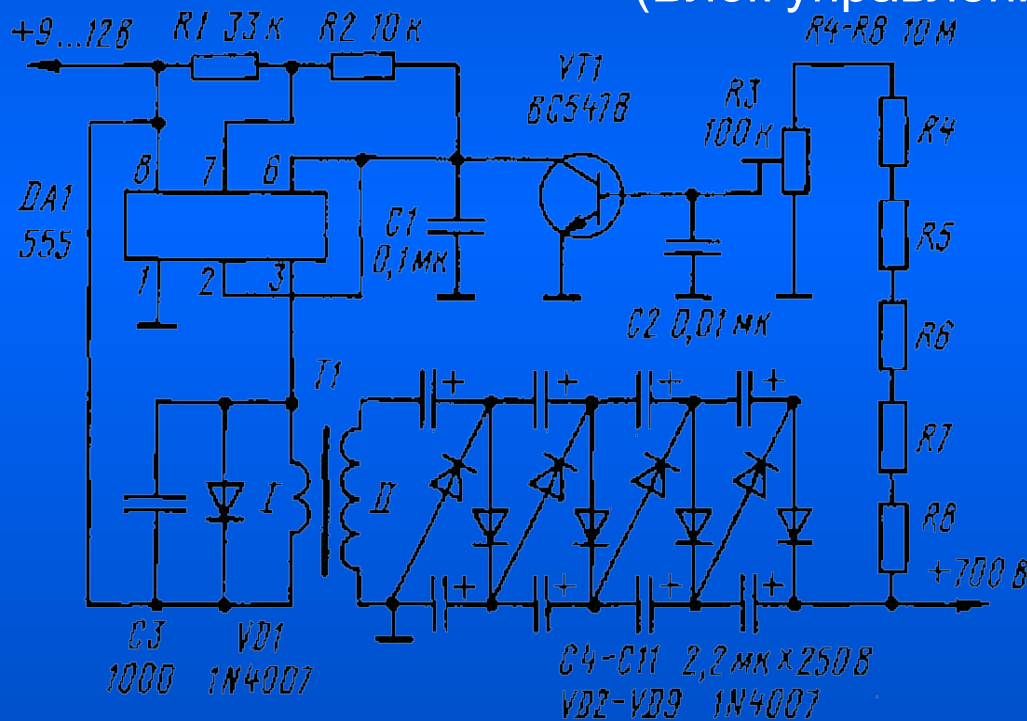 +9...12В R1 33 к R2 10 к R4-R8 10 М
VT1
BC547B
R3
100 к
R4
8 7 6
DA1
555
C1
0,1 мк
R5
1 2 3
C2 0,01 мк
R6
T1
R7
I II
R8
+700 В
C3 VD1
1000 1N4007
C4-C11 2,2 мк x 250 В
VD2-VD9 1N4007